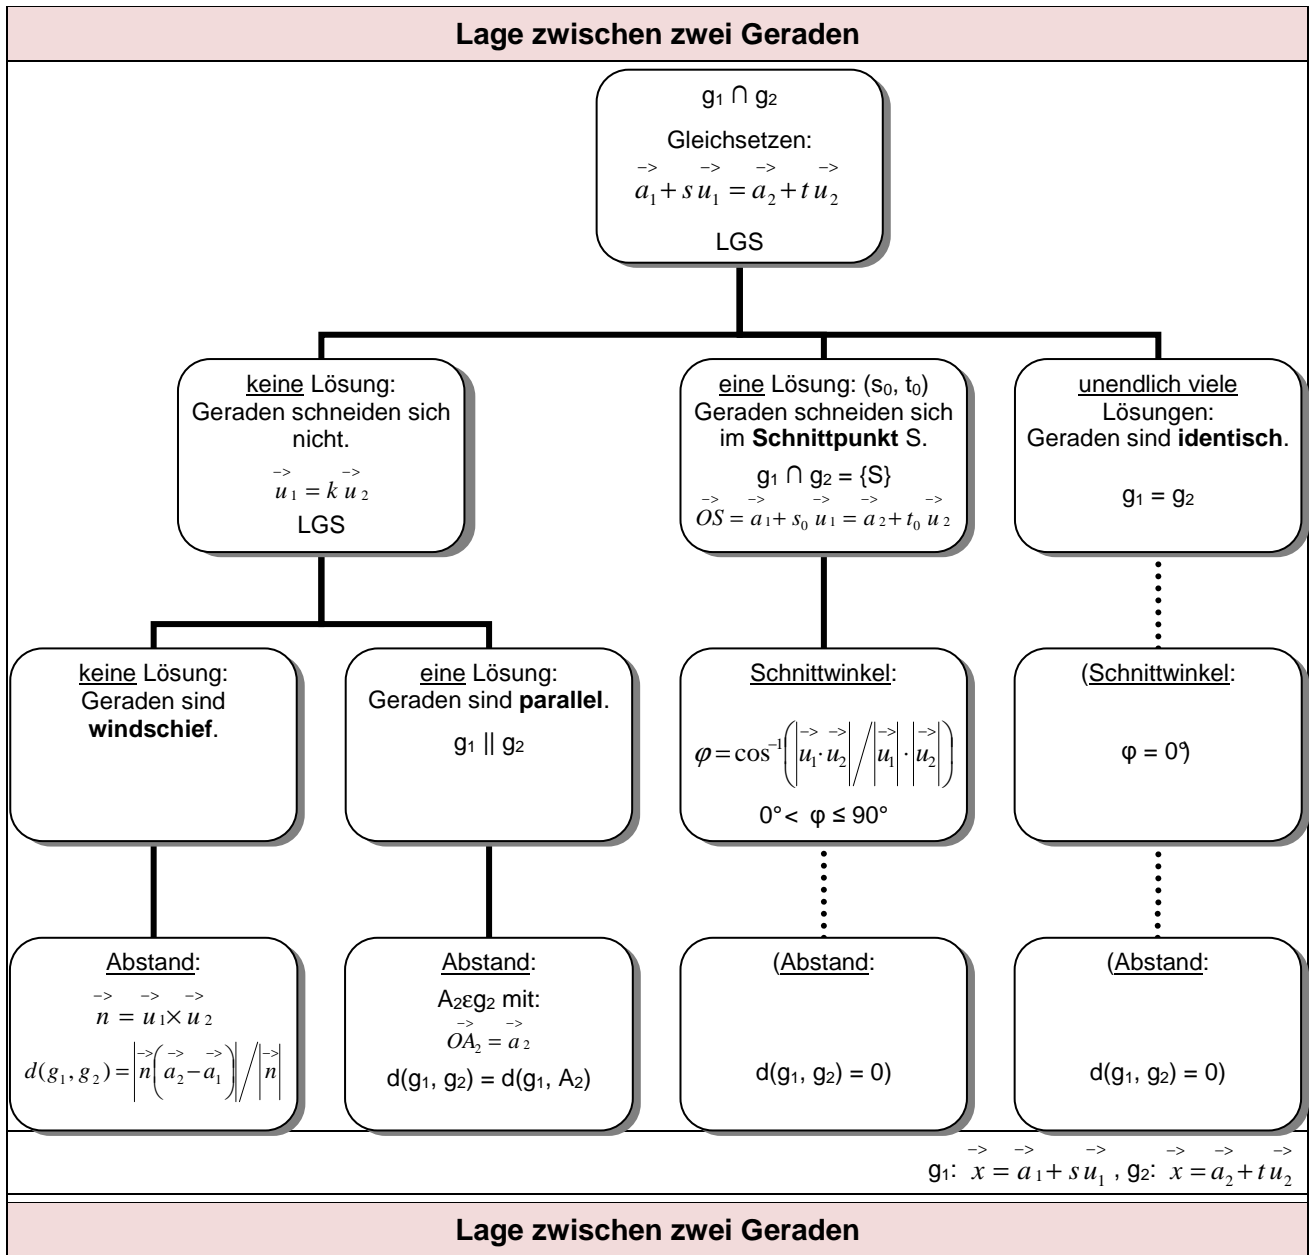 Lage zwischen zwei Geraden
g₁ ∩ g₂
Gleichsetzen:
a₁ + s u₁ = a₂ + t u₂
LGS
keine Lösung:
Geraden schneiden sich
nicht.
u₁ = k u₂
LGS
eine Lösung: (s₀, t₀)
Geraden schneiden sich
im Schnittpunkt S.
g₁ ∩ g₂ = {S}
OS = a₁ + s₀ u₁ = a₂ + t₀ u₂
unendlich viele
Lösungen:
Geraden sind identisch.
g₁ = g₂
keine Lösung:
Geraden sind
windschief.
eine Lösung:
Geraden sind parallel.
g₁ || g₂
Schnittwinkel:
φ = cos⁻¹(|u₁·u₂| / |u₁|·|u₂|)
0° < φ ≤ 90°
(Schnittwinkel:
φ = 0°)
Abstand:
n = u₁ × u₂
d(g₁, g₂) = |n(a₂ − a₁)| / |n|
Abstand:
A₂εg₂ mit:
OA₂ = a₂
d(g₁, g₂) = d(g₁, A₂)
(Abstand:
d(g₁, g₂) = 0)
(Abstand:
d(g₁, g₂) = 0)
g₁: x = a₁ + s u₁ , g₂: x = a₂ + t u₂
Lage zwischen zwei Geraden